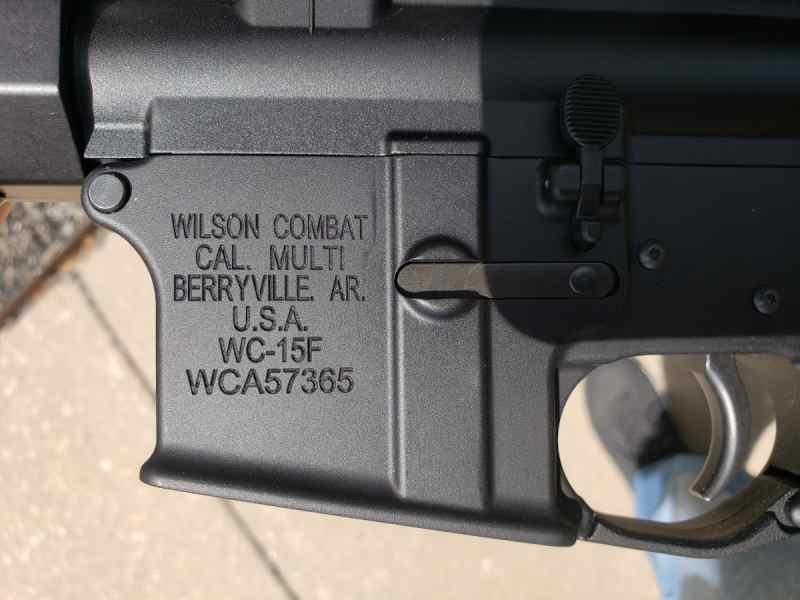 WILSON COMBAT
CAL. MULTI
BERRYVILLE. AR.
U.S.A.
WC-15F
WCA57365